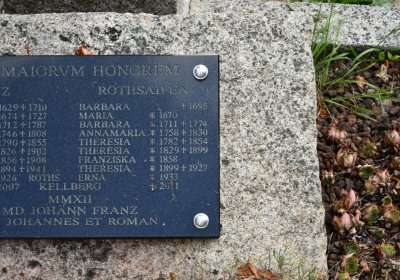 MAIORVM HONOREM
Z ROTHSAIFEN
1629 + 1710 BARBARA + 1695
1674 + 1727 MARIA * 1670
1712 + 1787 BARBARA * 1711 + 1774
1746 + 1808 ANNAMARIA * 1758 + 1830
1790 + 1855 THERESIA * 1782 + 1854
1826 + 1902 THERESIA * 1829 + 1899
1856 + 1908 FRANZISKA * 1858
1894 + 1941 THERESIA * 1899 + 1927
1926 ROTHS ERNA * 1933
2007 KELLBERG 2011
MMXII
MD JOHANN FRANZ
JOHANNES ET ROMAN